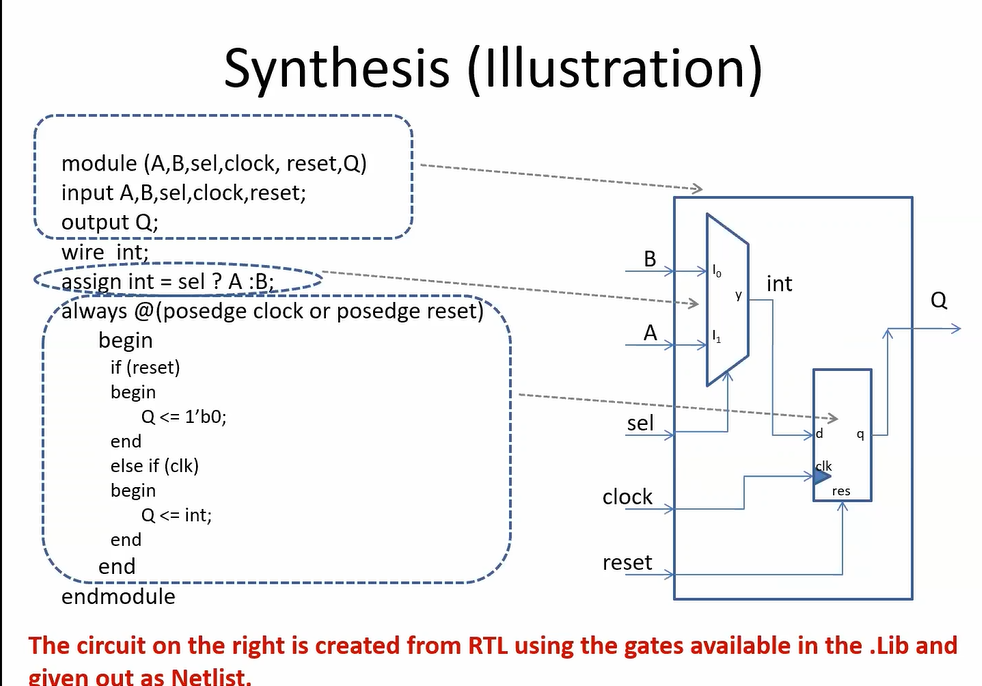 Synthesis (Illustration)
module (A,B,sel,clock, reset,Q)
input A,B,sel,clock,reset;
output Q;
wire  int;
assign int = sel ? A :B;
always @(posedge clock or posedge reset)
begin
if (reset)
begin
Q <= 1’b0;
end
else if (clk)
begin
Q <= int;
end
end
endmodule
B
I0
int
y
Q
A
I1
sel
d
q
clk
res
clock
reset
The circuit on the right is created from RTL using the gates available in the .Lib and
given out as Netlist.